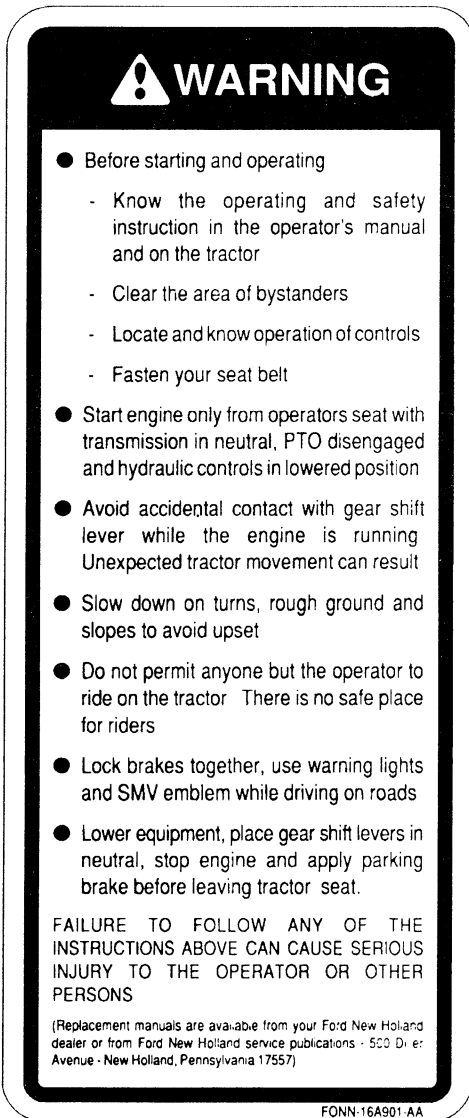 WARNING
● Before starting and operating
- Know the operating and safety
instruction in the operator's manual
and on the tractor
- Clear the area of bystanders
- Locate and know operation of controls
- Fasten your seat belt
● Start engine only from operators seat with
transmission in neutral, PTO disengaged
and hydraulic controls in lowered position
● Avoid accidental contact with gear shift
lever while the engine is running
Unexpected tractor movement can result
● Slow down on turns, rough ground and
slopes to avoid upset
● Do not permit anyone but the operator to
ride on the tractor There is no safe place
for riders
● Lock brakes together, use warning lights
and SMV emblem while driving on roads
● Lower equipment, place gear shift levers in
neutral, stop engine and apply parking
brake before leaving tractor seat.
FAILURE TO FOLLOW ANY OF THE
INSTRUCTIONS ABOVE CAN CAUSE SERIOUS
INJURY TO THE OPERATOR OR OTHER
PERSONS
(Replacement manuals are available from your Ford New Holland
dealer or from Ford New Holland service publications - 
Avenue - New Holland, Pennsylvania 17557)
FONN-16A901-AA